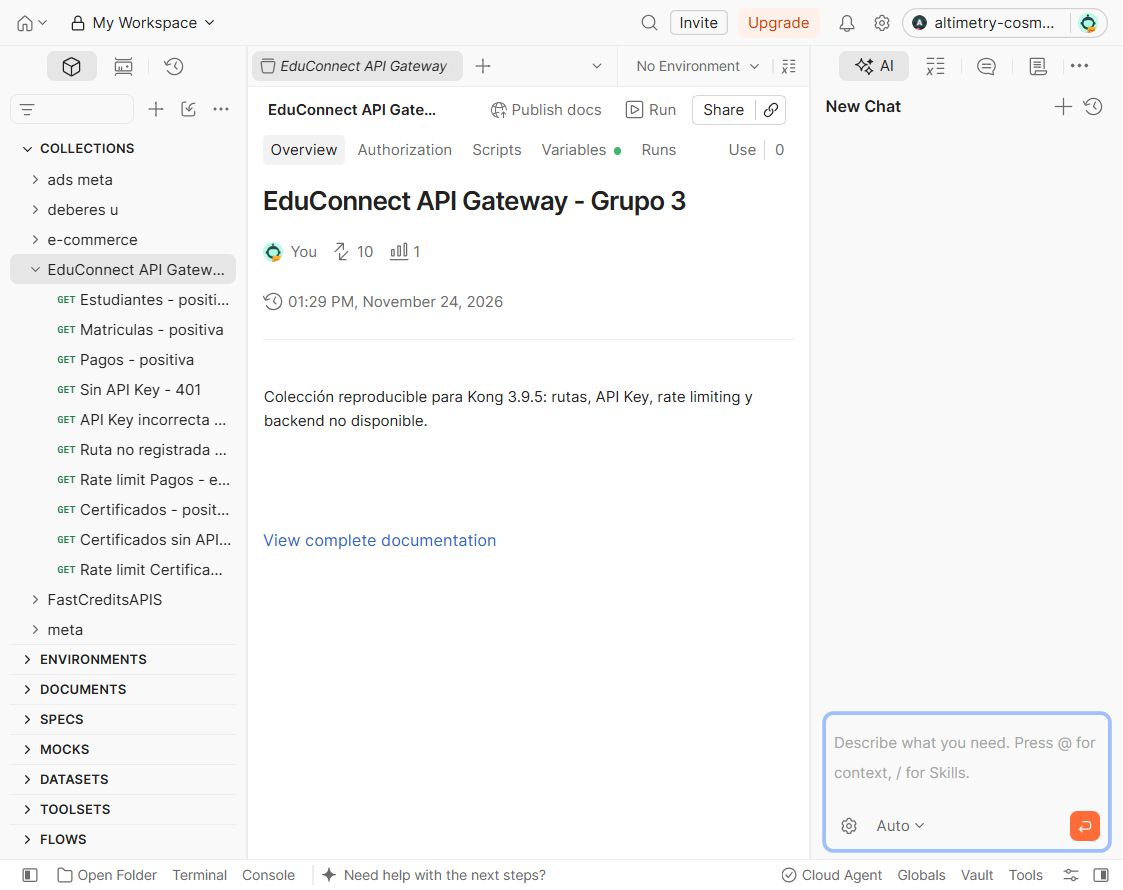 My Workspace
Invite
Upgrade
altimetry-cosm...
EduConnect API Gateway
No Environment
AI
EduConnect API Gate...
Publish docs
Run
Share
New Chat
Overview
Authorization
Scripts
Variables
Runs
Use
0
COLLECTIONS
ads meta
deberes u
e-commerce
EduConnect API Gatew...
GET Estudiantes - positi...
GET Matriculas - positiva
GET Pagos - positiva
GET Sin API Key - 401
GET API Key incorrecta ...
GET Ruta no registrada ...
GET Rate limit Pagos - e...
GET Certificados - posit...
GET Certificados sin API...
GET Rate limit Certifica...
FastCreditsAPIS
meta
ENVIRONMENTS
DOCUMENTS
SPECS
MOCKS
DATASETS
TOOLSETS
FLOWS
EduConnect API Gateway - Grupo 3
You
10
1
01:29 PM, November 24, 2026
Colección reproducible para Kong 3.9.5: rutas, API Key, rate limiting y
backend no disponible.
View complete documentation
Describe what you need. Press @ for
context, / for Skills.
Auto
Open Folder
Terminal
Console
Need help with the next steps?
Cloud Agent
Globals
Vault
Tools